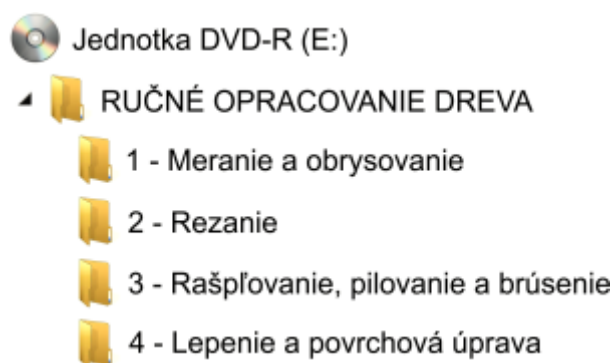 Jednotka DVD-R (E:)
RUČNÉ OPRACOVANIE DREVA
1 - Meranie a obrysovanie
2 - Rezanie
3 - Rašpľovanie, pilovanie a brúsenie
4 - Lepenie a povrchová úprava